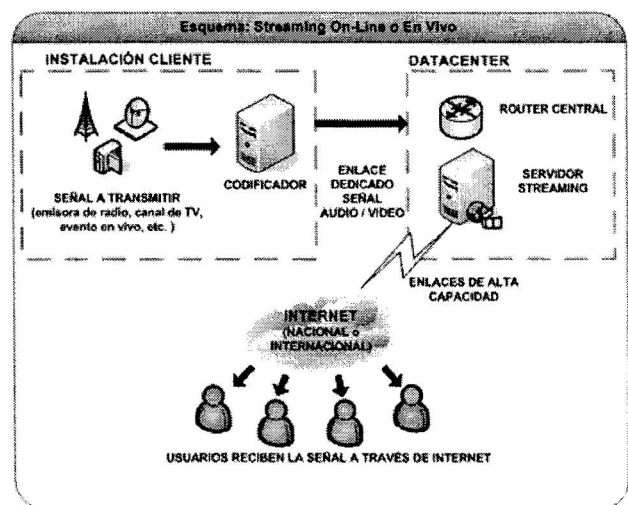 Esquema: Streaming On-Line o En Vivo
INSTALACIÓN CLIENTE
DATACENTER
ROUTER CENTRAL
CODIFICADOR
ENLACE
DEDICADO
SEÑAL
AUDIO / VIDEO
SERVIDOR
STREAMING
SEÑAL A TRANSMITIR
(emisora de radio, canal de TV,
evento en vivo, etc. )
ENLACES DE ALTA
CAPACIDAD
INTERNET
(NACIONAL o
INTERNACIONAL)
USUARIOS RECIBEN LA SEÑAL A TRAVÉS DE INTERNET